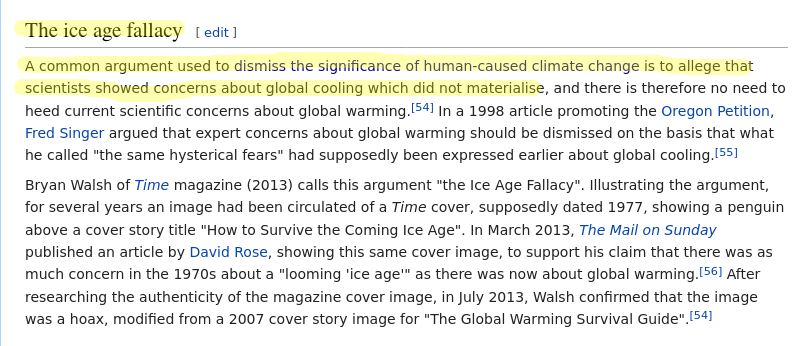 The ice age fallacy [ edit ]
A common argument used to dismiss the significance of human-caused climate change is to allege that
scientists showed concerns about global cooling which did not materialise, and there is therefore no need to
heed current scientific concerns about global warming.[54] In a 1998 article promoting the Oregon Petition,
Fred Singer argued that expert concerns about global warming should be dismissed on the basis that what
he called "the same hysterical fears" had supposedly been expressed earlier about global cooling.[55]
Bryan Walsh of Time magazine (2013) calls this argument "the Ice Age Fallacy". Illustrating the argument,
for several years an image had been circulated of a Time cover, supposedly dated 1977, showing a penguin
above a cover story title "How to Survive the Coming Ice Age". In March 2013, The Mail on Sunday
published an article by David Rose, showing this same cover image, to support his claim that there was as
much concern in the 1970s about a "looming 'ice age'" as there was now about global warming.[56] After
researching the authenticity of the magazine cover image, in July 2013, Walsh confirmed that the image
was a hoax, modified from a 2007 cover story image for "The Global Warming Survival Guide".[54]